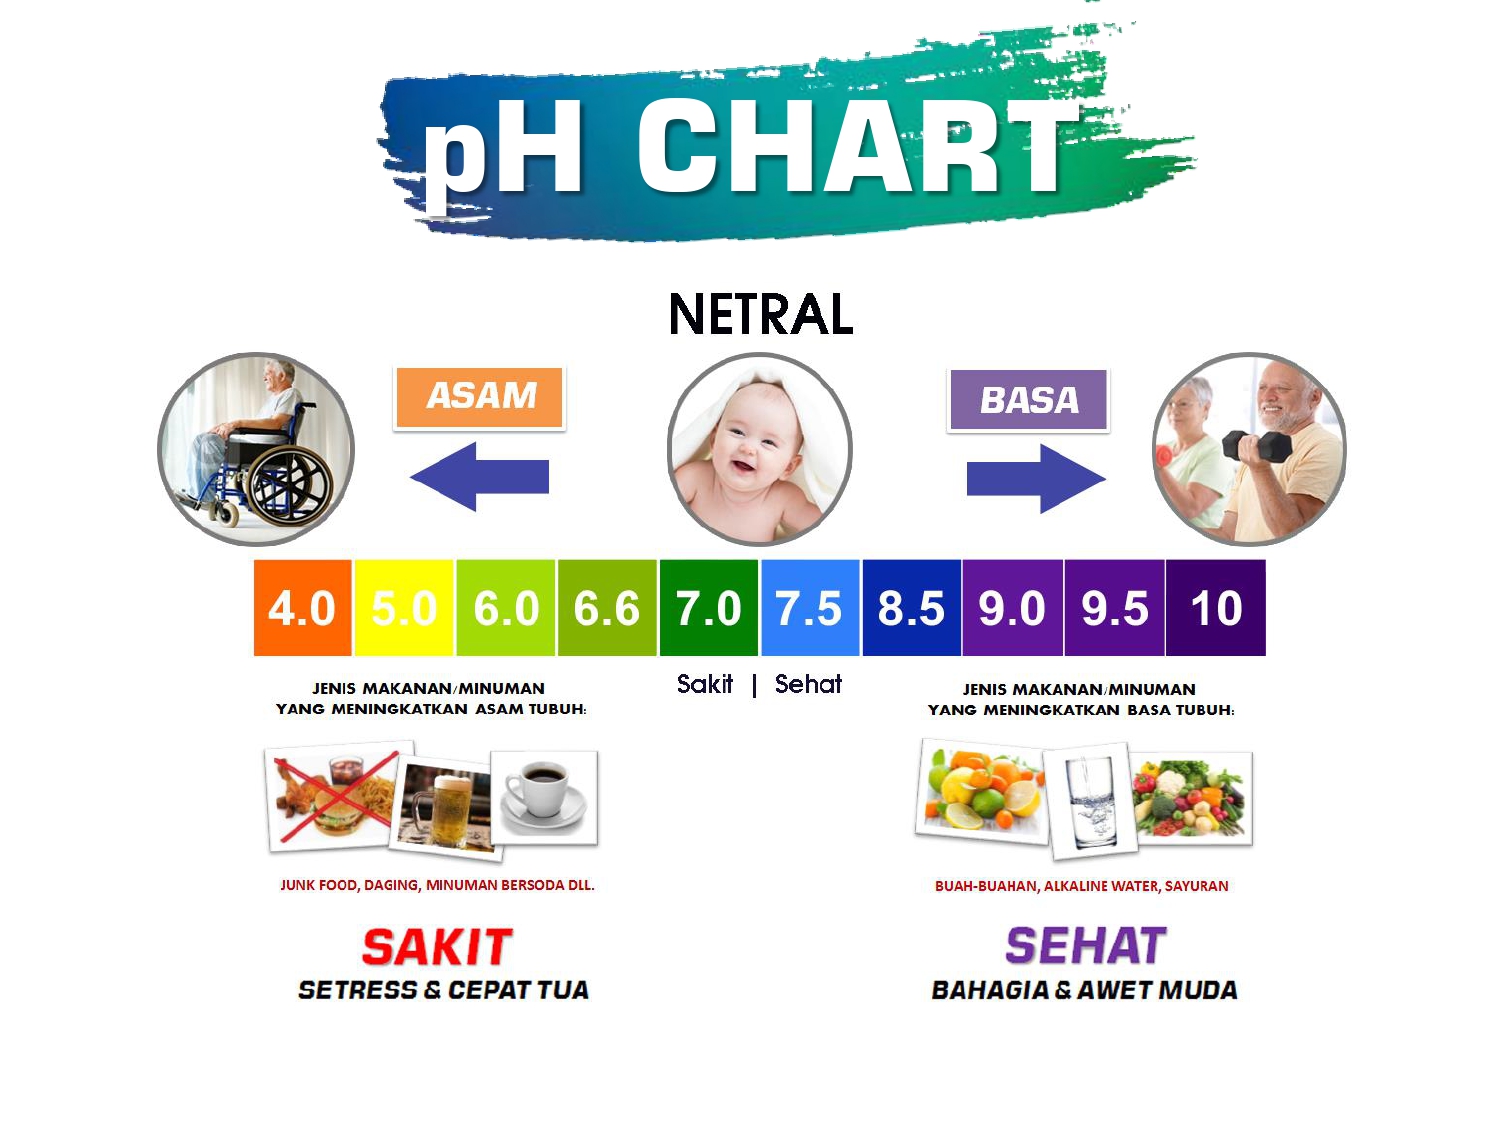 pH CHART
NETRAL
ASAM
BASA
4.0 5.0 6.0 6.6 7.0 7.5 8.5 9.0 9.5 10
Sakit | Sehat
JENIS MAKANAN/MINUMAN
YANG MENINGKATKAN ASAM TUBUH:
JENIS MAKANAN/MINUMAN
YANG MENINGKATKAN BASA TUBUH:
JUNK FOOD, DAGING, MINUMAN BERSODA DLL.
BUAH-BUAHAN, ALKALINE WATER, SAYURAN
SAKIT
SETRESS & CEPAT TUA
SEHAT
BAHAGIA & AWET MUDA